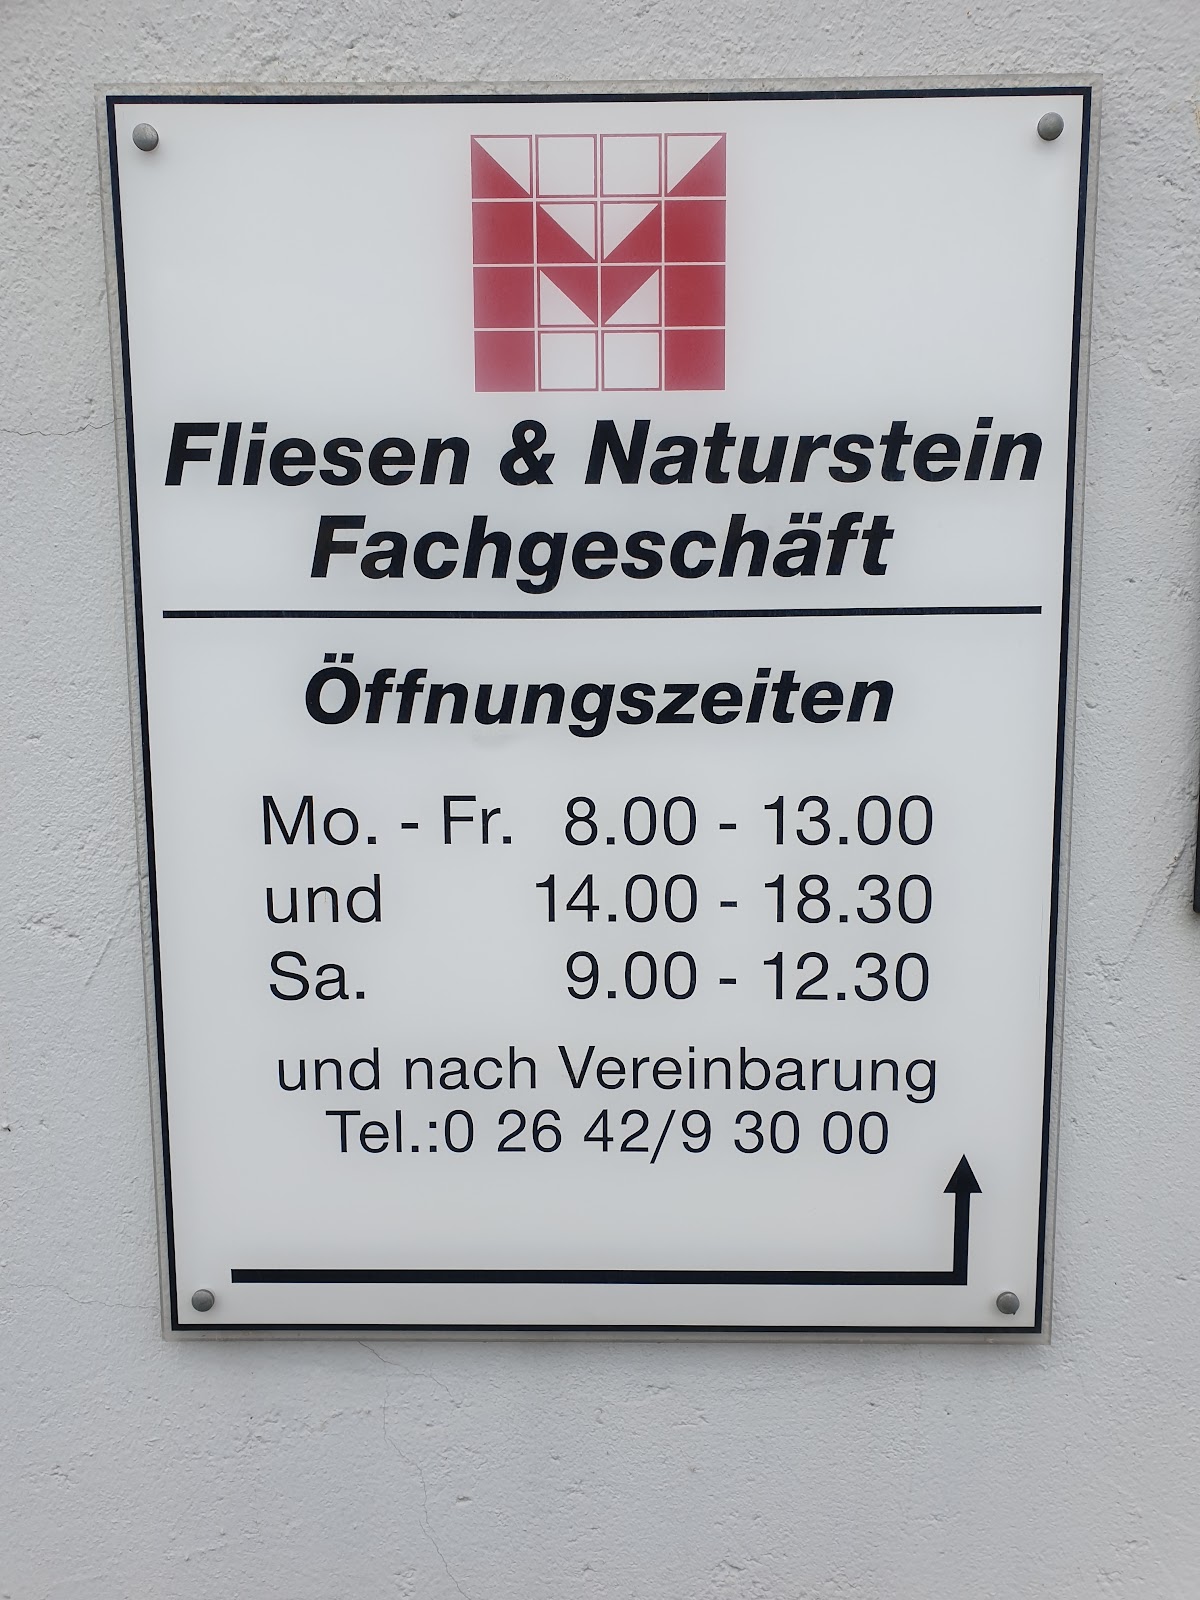 Fliesen & Naturstein
Fachgeschäft
Öffnungszeiten
Mo. - Fr. 8.00 - 13.00
und 14.00 - 18.30
Sa. 9.00 - 12.30
und nach Vereinbarung
Tel.:0 26 42/9 30 00